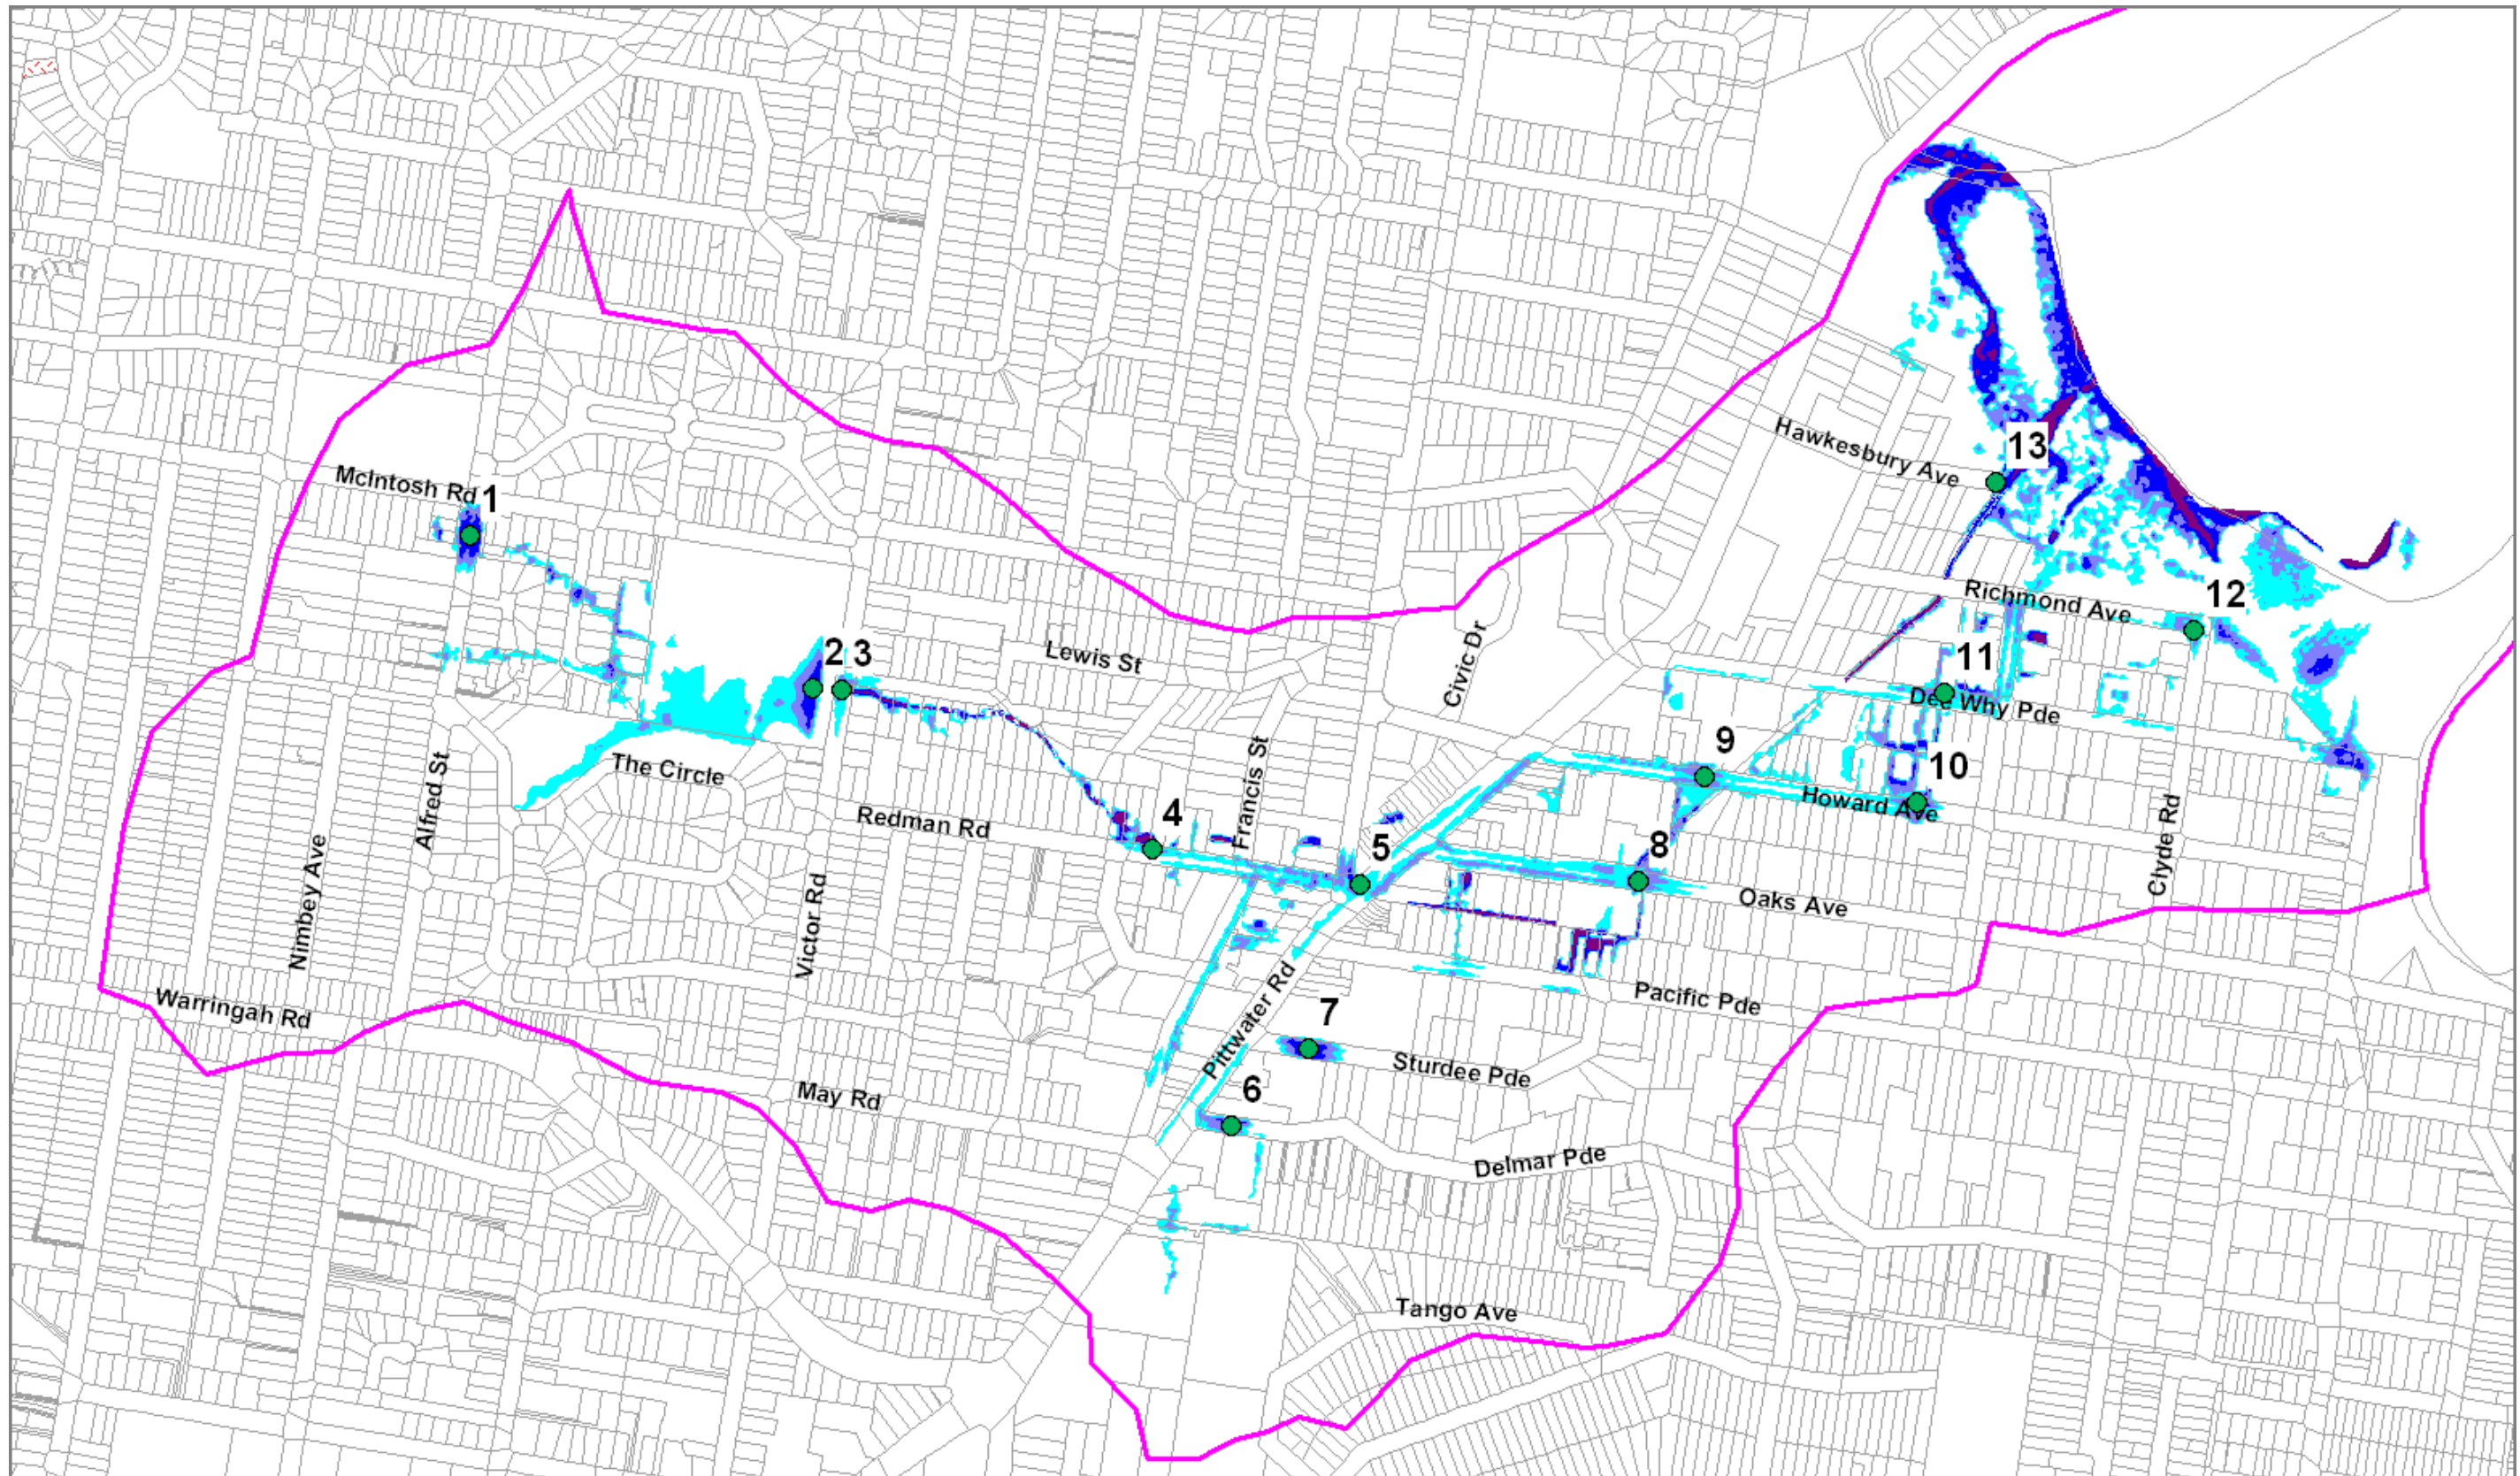 Hawkesbury Ave
13
McIntosh Rd
1
Richmond Ave
12
2
3
Lewis St
Civic Dr
11
Dee Why Pde
9
10
The Circle
Francis St
Howard Ave
Alfred St
4
Redman Rd
5
8
Clyde Rd
Nimbey Ave
Victor Rd
Oaks Ave
Warringah Rd
Pittwater Rd
Pacific Pde
7
Sturdee Pde
May Rd
6
Delmar Pde
Tango Ave